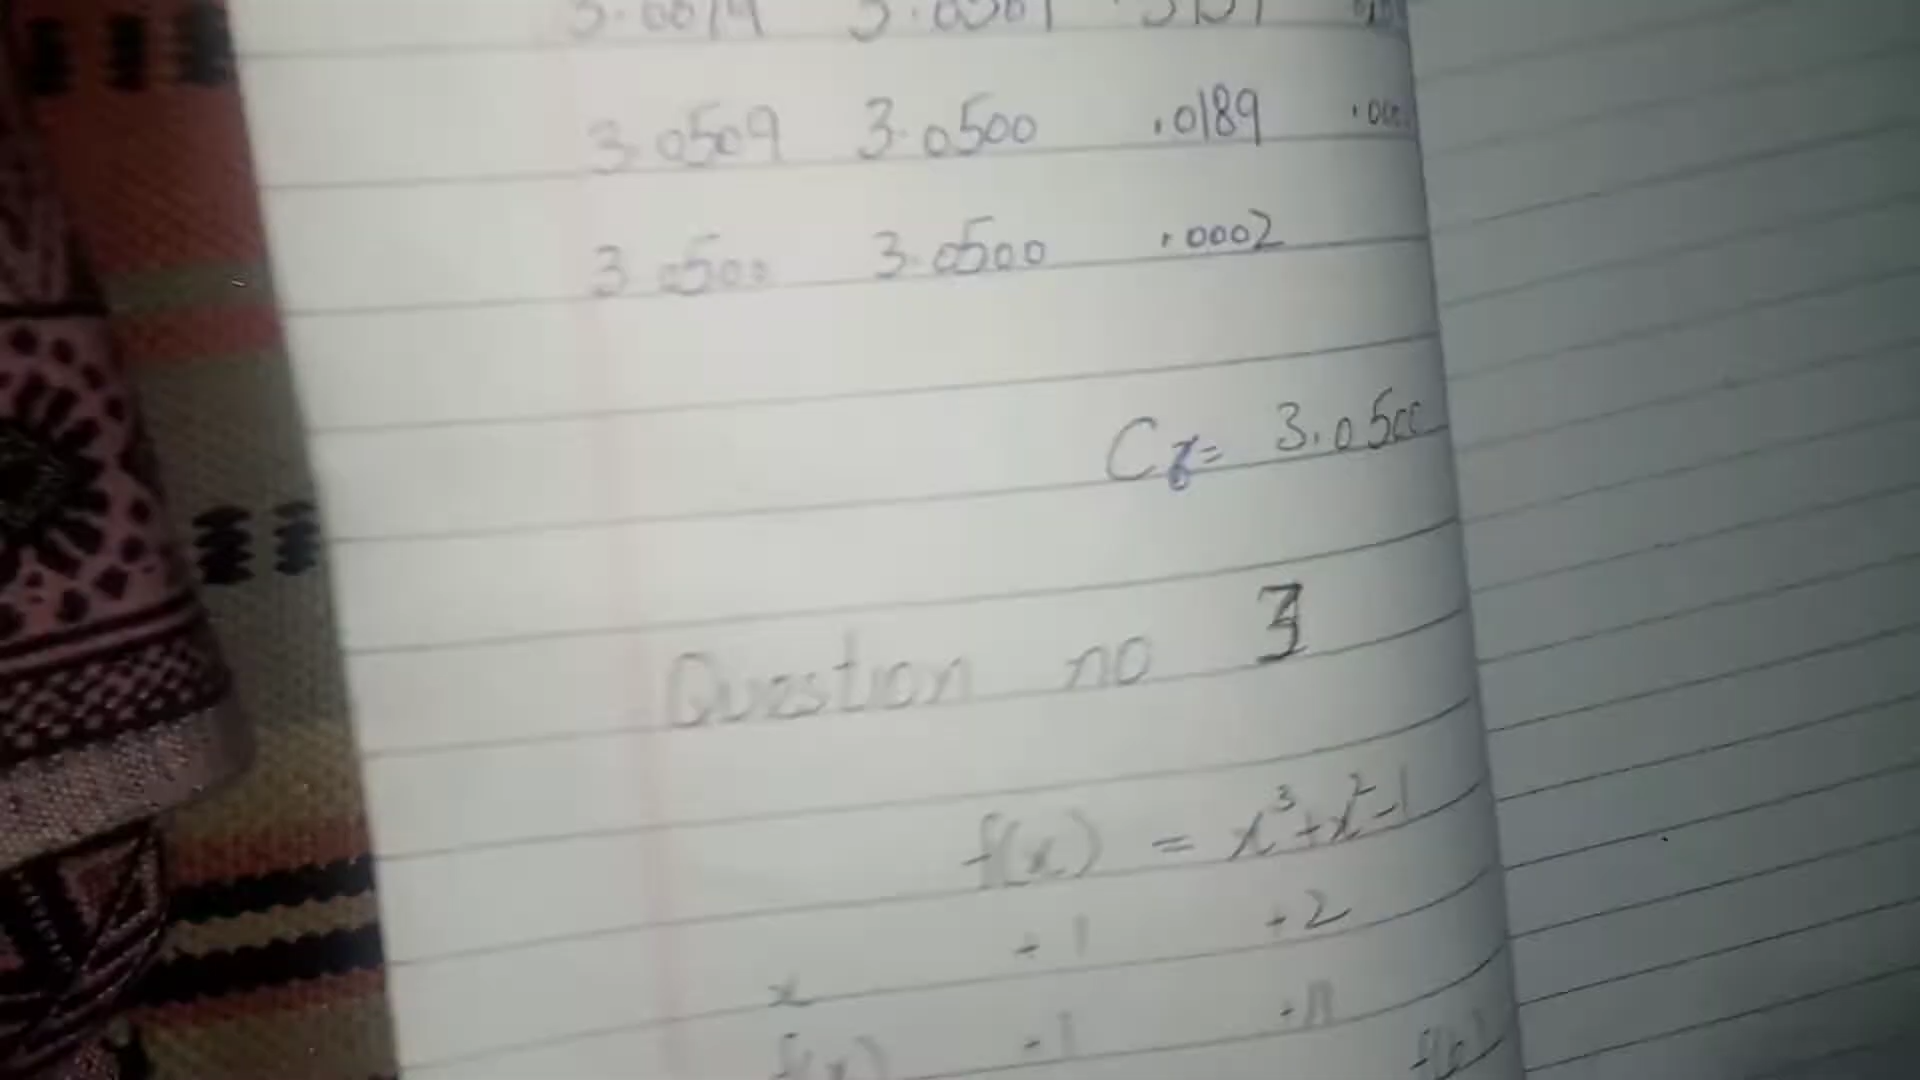 3.0509 3.0500 .0189
3.0500 3.0500 .0002
C6= 3.0500
Question no 3
f(x) = x³+x²-1
x -1 +2
f(x) -1 +11